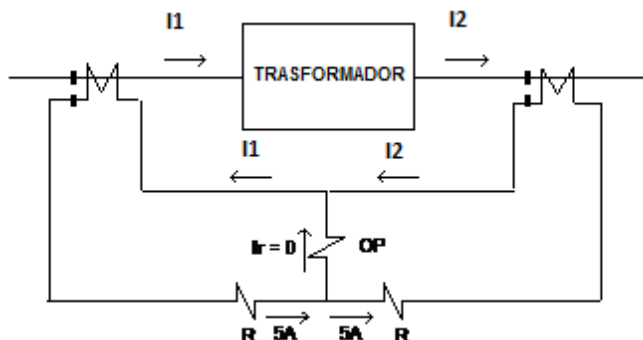 I1
I2
TRASFORMADOR
I1
I2
Ir = 0
OP
R
5A
5A
R